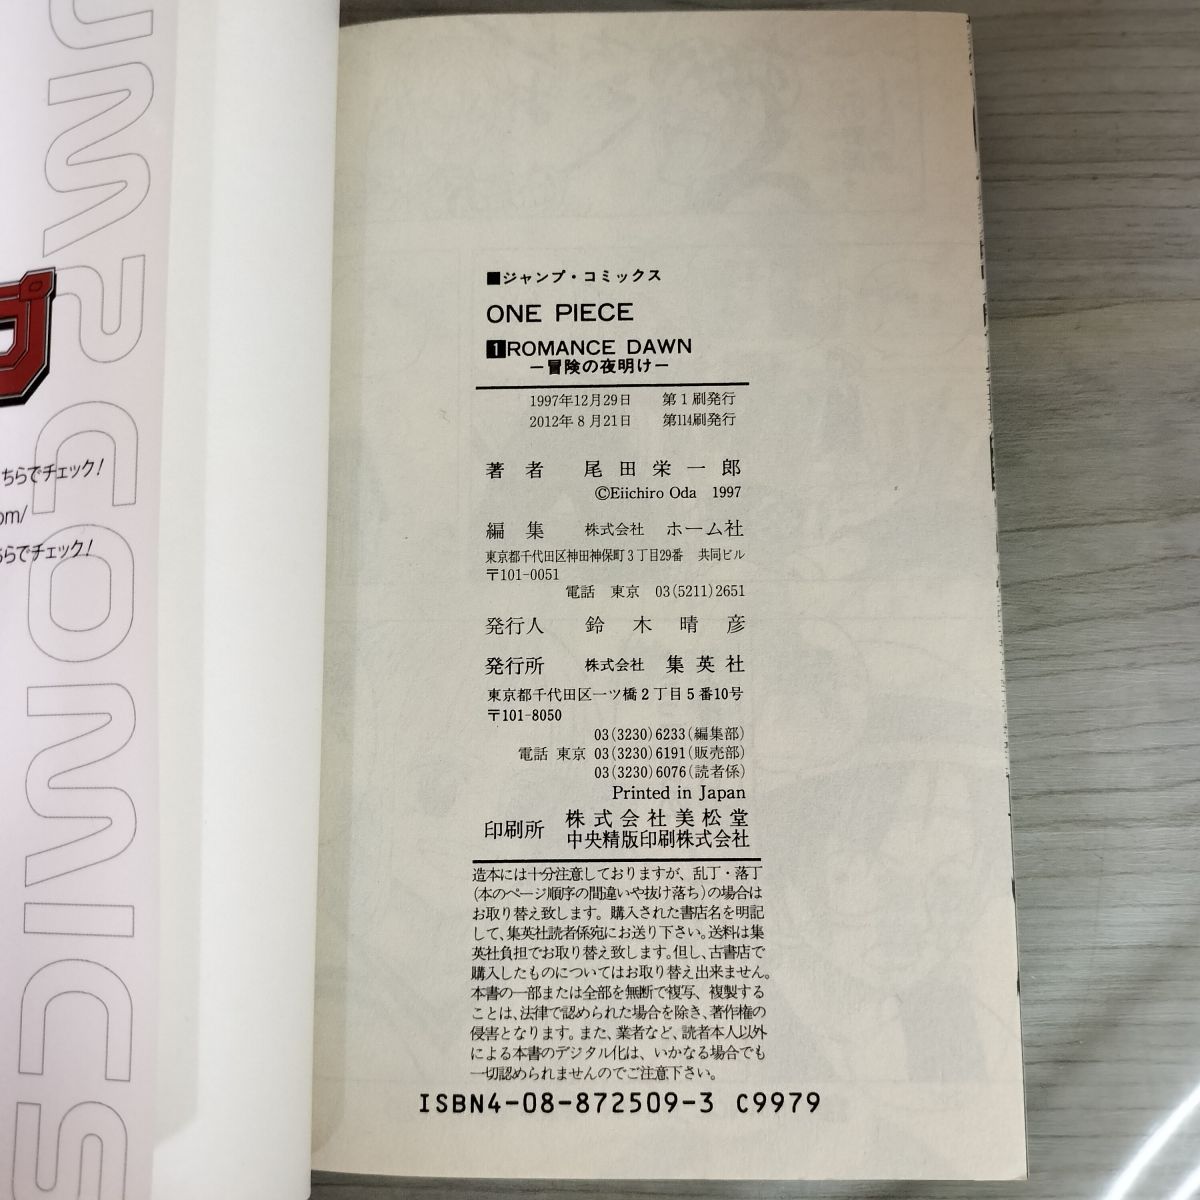 JUMP COMICS
ちらでチェック!
om/
ちらでチェック!
■ジャンプ・コミックス
ONE PIECE
1 ROMANCE DAWN
―冒険の夜明け―
1997年12月29日 第1刷発行
2012年8月21日 第114刷発行
著者 尾田栄一郎
©Eiichiro Oda 1997
編集 株式会社 ホーム社
東京都千代田区神田神保町3丁目29番 共同ビル
〒101-0051
電話 東京 03(5211)2651
発行人 鈴木晴彦
発行所 株式会社 集英社
東京都千代田区一ツ橋2丁目5番10号
〒101-8050
03(3230)6233(編集部)
電話 東京 03(3230)6191(販売部)
03(3230)6076(読者係)
Printed in Japan
印刷所 株式会社美松堂
中央精版印刷株式会社
造本には十分注意しておりますが、乱丁・落丁
(本のページ順序の間違いや抜け落ち)の場合は
お取り替え致します。購入された書店名を明記
して、集英社読者係宛にお送り下さい。送料は集
英社負担でお取り替え致します。但し、古書店で
購入したものについてはお取り替え出来ません。
本書の一部または全部を無断で複写、複製する
ことは、法律で認められた場合を除き、著作権の
侵害となります。また、業者など、読者本人以外
による本書のデジタル化は、いかなる場合でも
一切認められませんのでご注意下さい。
ISBN4-08-872509-3 C9979